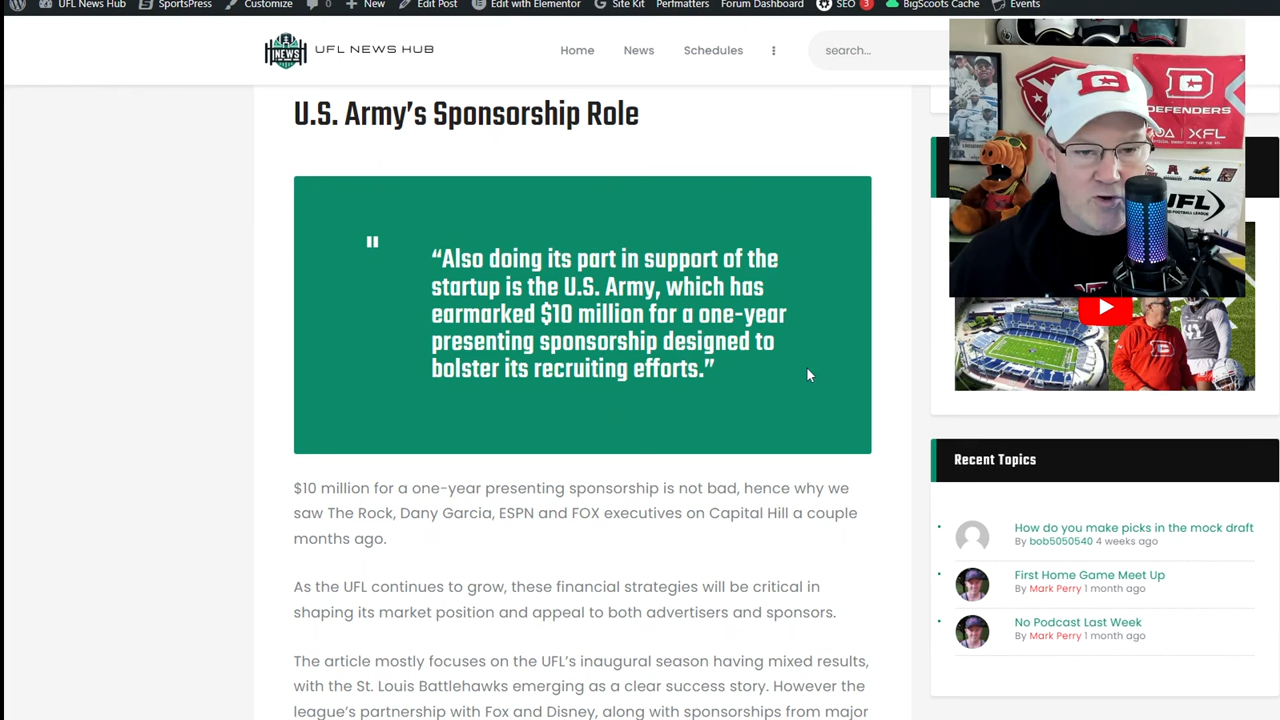 UFL News Hub
SportsPress
Customize
0
New
Edit Post
Edit with Elementor
Site Kit
Perfmatters
Forum Dashboard
SEO 3
BigScoots Cache
Events
NEWS
UFL NEWS HUB
Home
News
Schedules
search...
U.S. Army’s Sponsorship Role
"
“Also doing its part in support of the
startup is the U.S. Army, which has
earmarked $10 million for a one-year
presenting sponsorship designed to
bolster its recruiting efforts.”
$10 million for a one-year presenting sponsorship is not bad, hence why we
saw The Rock, Dany Garcia, ESPN and FOX executives on Capital Hill a couple
months ago.
As the UFL continues to grow, these financial strategies will be critical in
shaping its market position and appeal to both advertisers and sponsors.
The article mostly focuses on the UFL’s inaugural season having mixed results,
with the St. Louis Battlehawks emerging as a clear success story. However the
league’s partnership with Fox and Disney, along with sponsorships from major
DEFENDERS
XFL
UFL
Recent Topics
How do you make picks in the mock draft
By bob5050540 4 weeks ago
First Home Game Meet Up
By Mark Perry 1 month ago
No Podcast Last Week
By Mark Perry 1 month ago